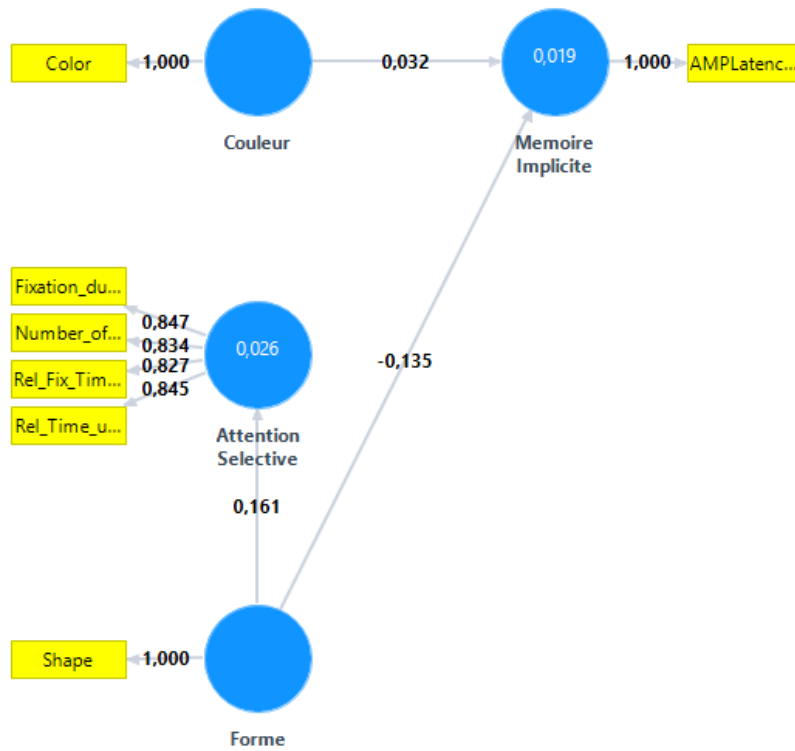 Color
1,000
0,032
0,019
1,000
AMPLatenc...
Couleur
Memoire
Implicite
Fixation_du...
0,847
Number_of...
0,834
0,026
Rel_Fix_Tim...
0,827
-0,135
0,845
Rel_Time_u...
Attention
Selective
0,161
Shape
1,000
Forme